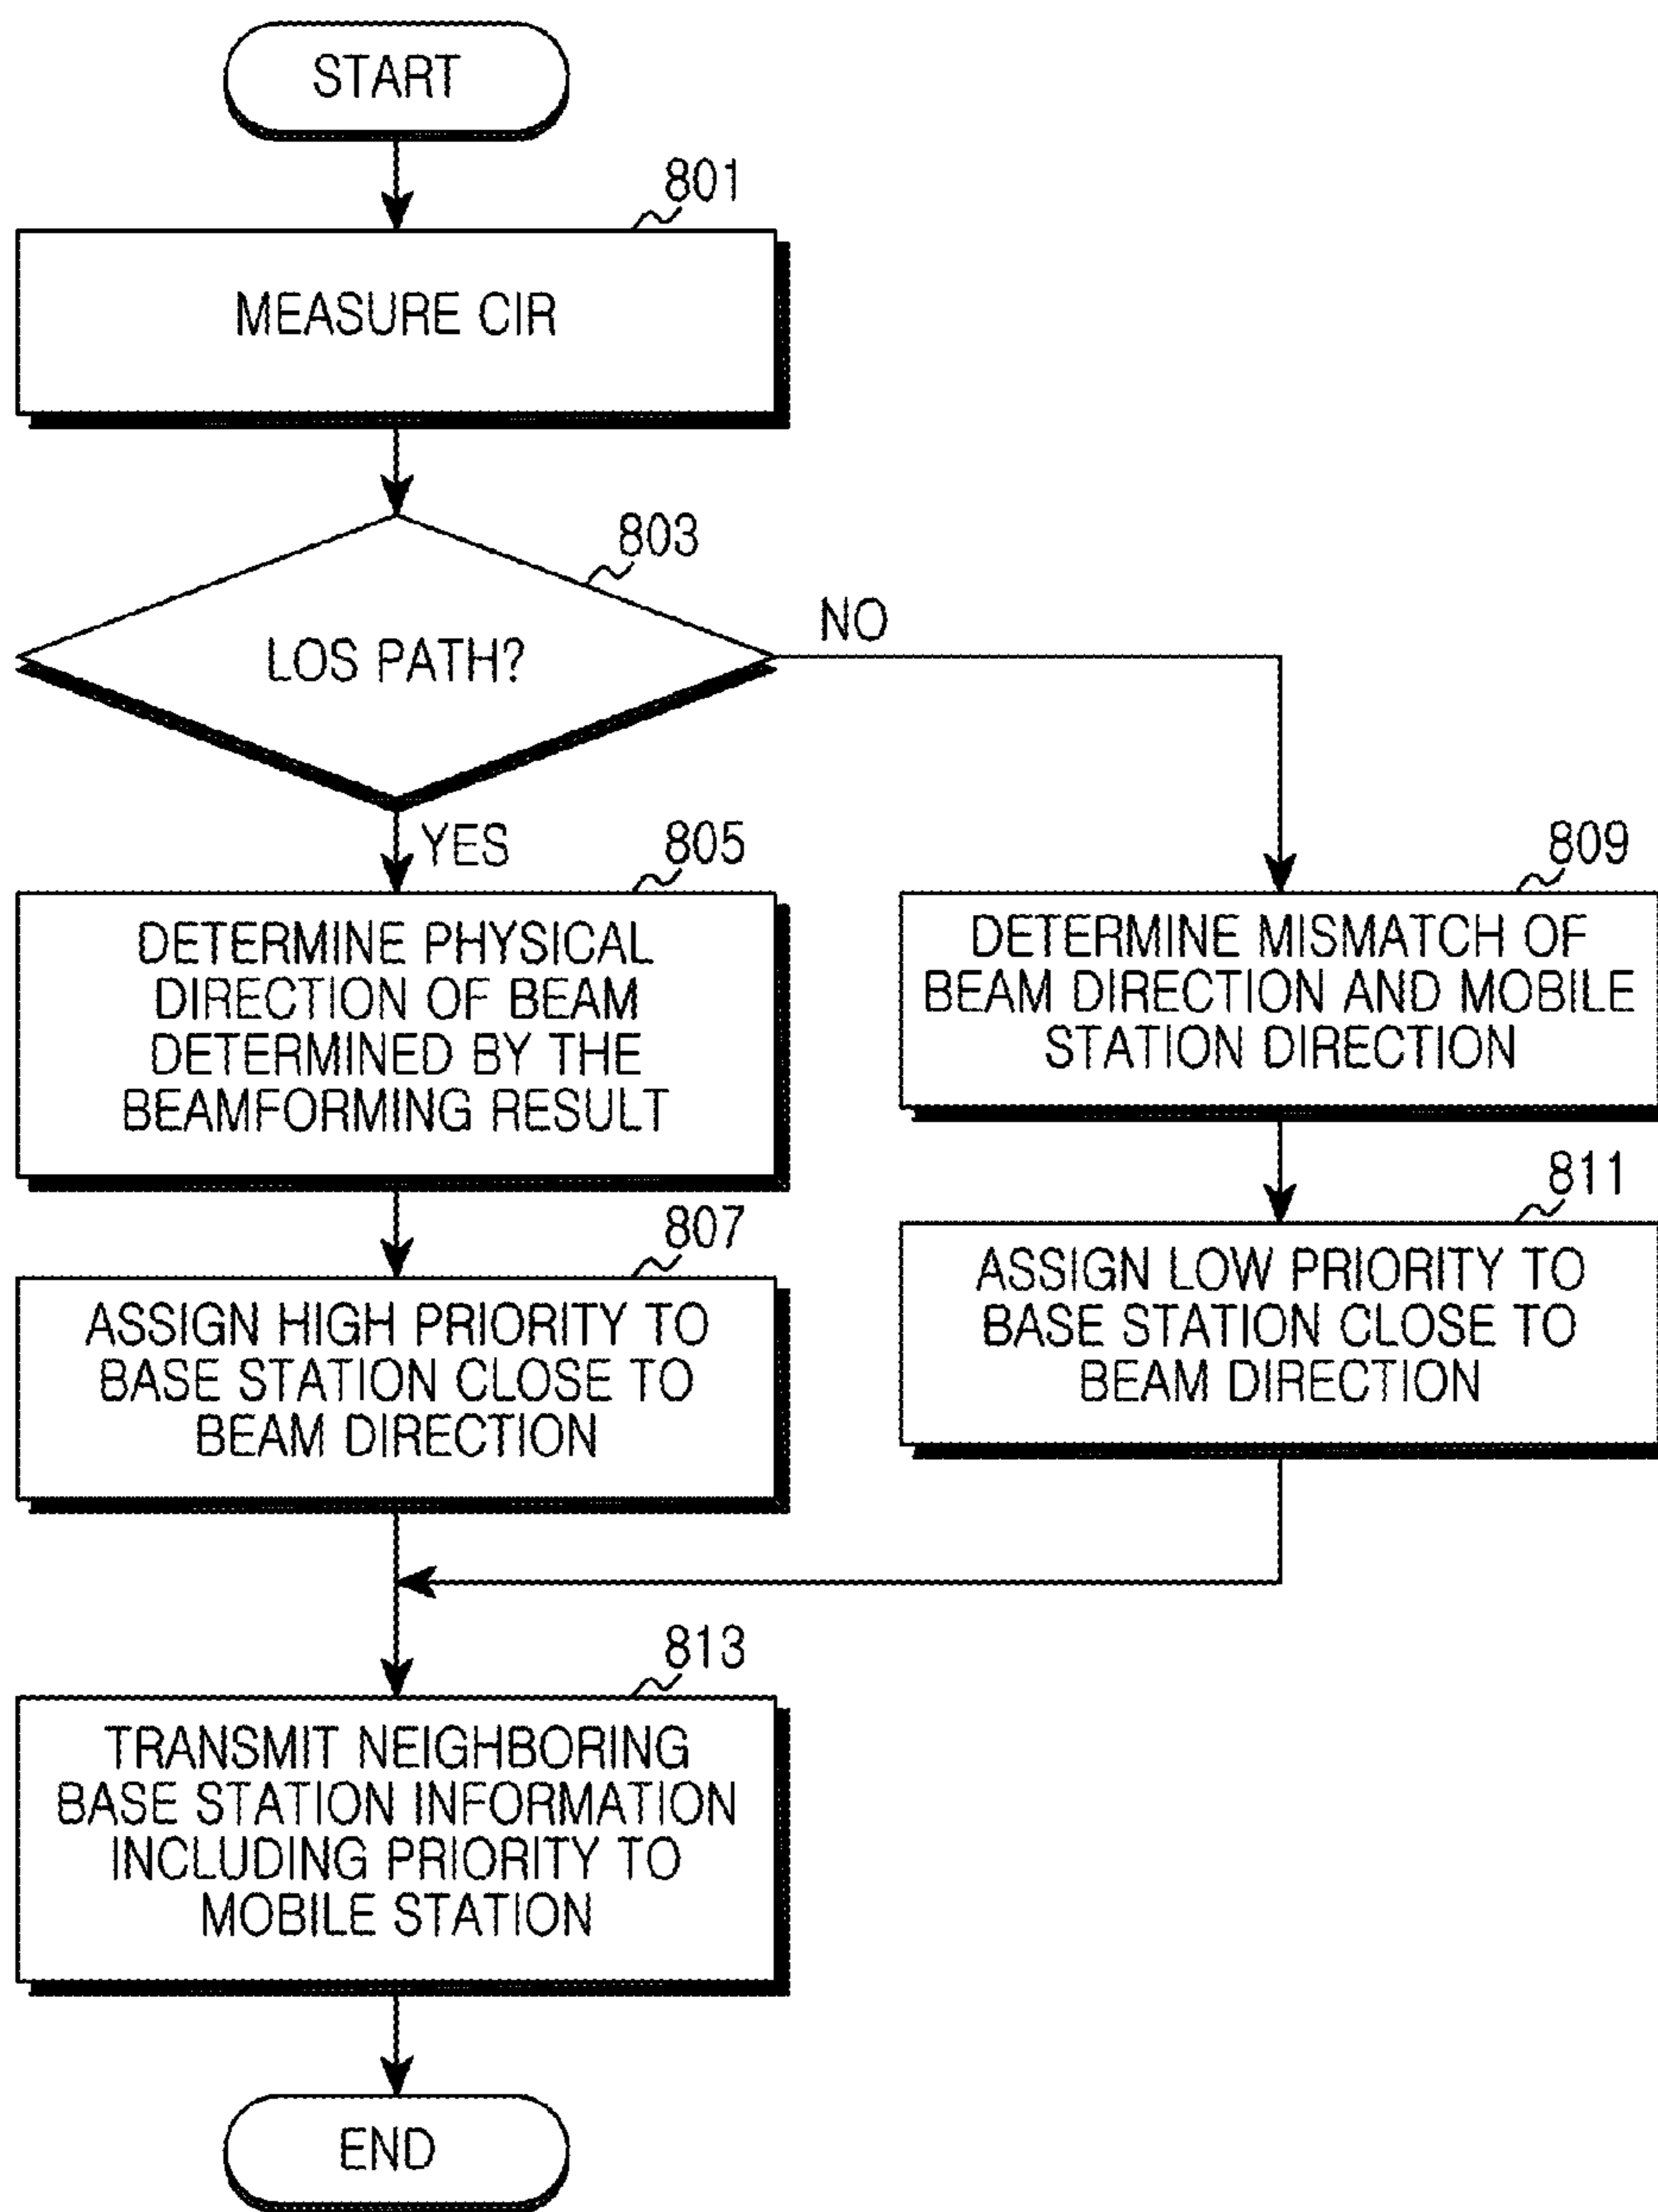 START
801
MEASURE CIR
803
LOS PATH?
NO
YES
805
DETERMINE PHYSICAL
DIRECTION OF BEAM
DETERMINED BY THE
BEAMFORMING RESULT
809
DETERMINE MISMATCH OF
BEAM DIRECTION AND MOBILE
STATION DIRECTION
807
ASSIGN HIGH PRIORITY TO
BASE STATION CLOSE TO
BEAM DIRECTION
811
ASSIGN LOW PRIORITY TO
BASE STATION CLOSE TO
BEAM DIRECTION
813
TRANSMIT NEIGHBORING
BASE STATION INFORMATION
INCLUDING PRIORITY TO
MOBILE STATION
END